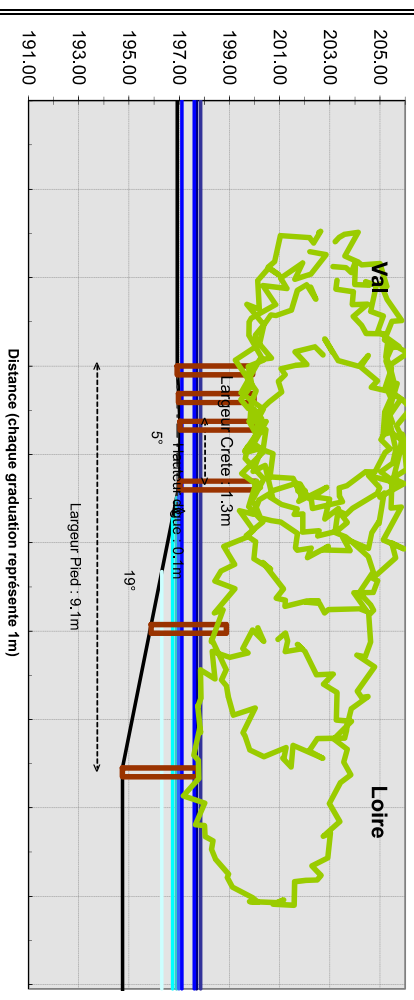 205.00
203.00
201.00
199.00
197.00
195.00
193.00
191.00
Val
Loire
Largeur Crete : 1.3m
Hauteur digue : 0.1m
5°
19°
Largeur Pied : 9.1m
Distance (chaque graduation représente 1m)